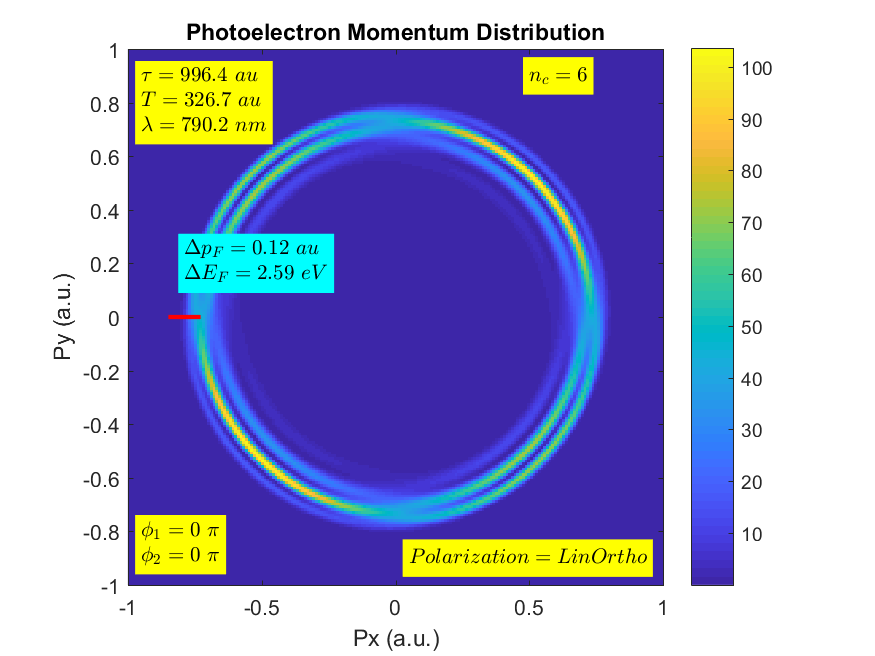 Photoelectron Momentum Distribution
τ = 996.4 au
T = 326.7 au
λ = 790.2 nm
n_c = 6
Δp_F = 0.12 au
ΔE_F = 2.59 eV
ϕ_1 = 0 π
ϕ_2 = 0 π
Polarization = LinOrtho
Py (a.u.)
1
0.8
0.6
0.4
0.2
0
-0.2
-0.4
-0.6
-0.8
-1
-1
-0.5
0
0.5
1
Px (a.u.)
100
90
80
70
60
50
40
30
20
10